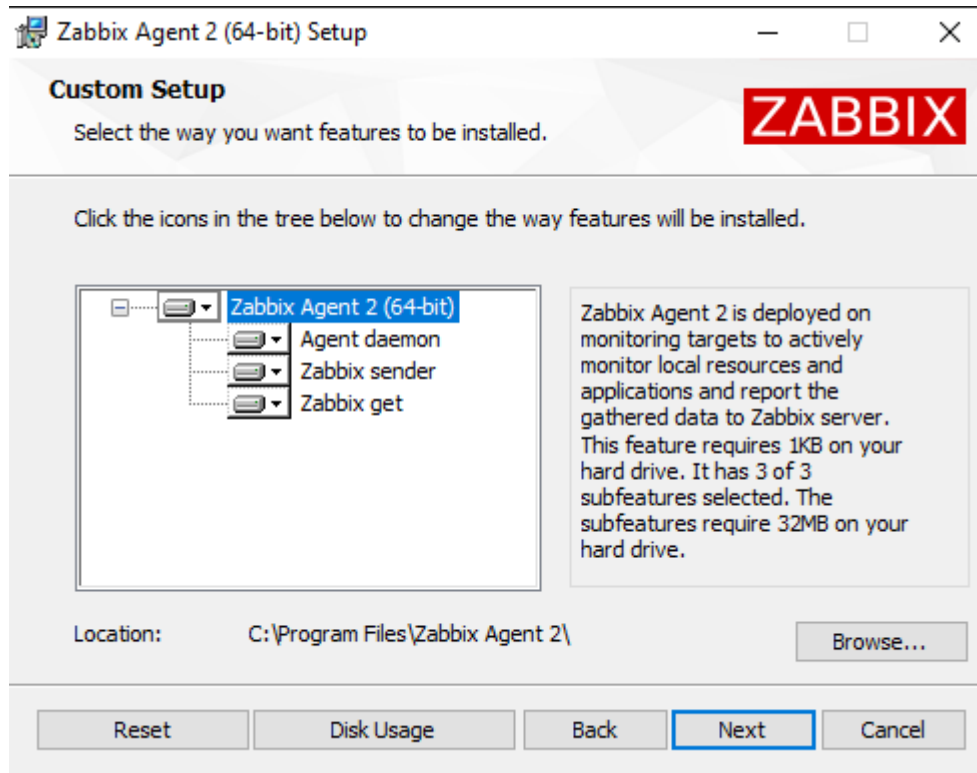 Zabbix Agent 2 (64-bit) Setup
Custom Setup
Select the way you want features to be installed.
ZABBIX
Click the icons in the tree below to change the way features will be installed.
Zabbix Agent 2 (64-bit)
Agent daemon
Zabbix sender
Zabbix get
Zabbix Agent 2 is deployed on
monitoring targets to actively
monitor local resources and
applications and report the
gathered data to Zabbix server.
This feature requires 1KB on your
hard drive. It has 3 of 3
subfeatures selected. The
subfeatures require 32MB on your
hard drive.
Location: C:\Program Files\Zabbix Agent 2\
Browse...
Reset Disk Usage Back Next Cancel